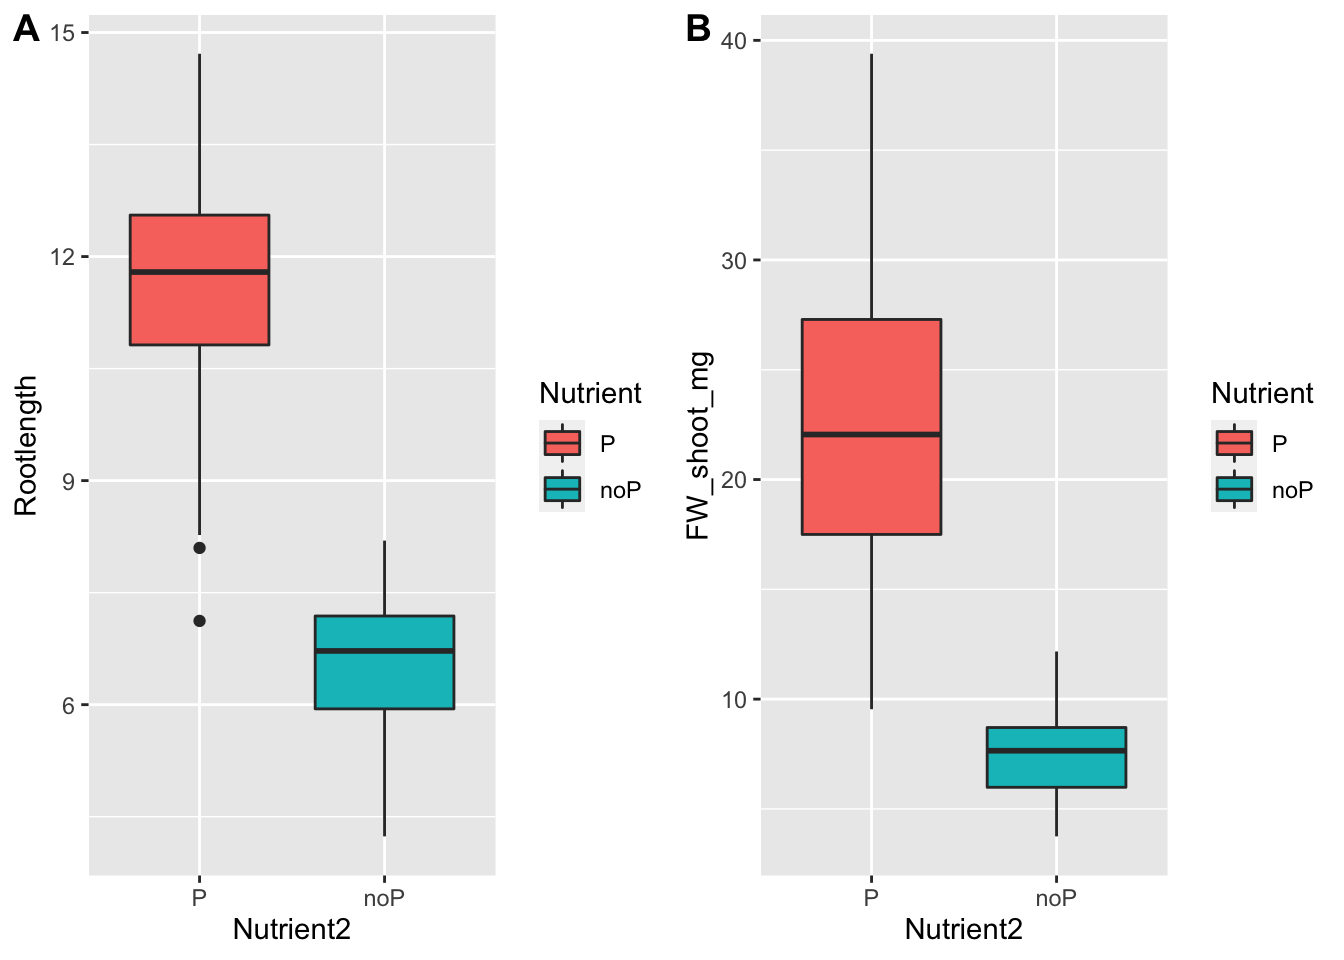 A
15
12
9
6
Rootlength
P
noP
Nutrient2
Nutrient
P
noP
B
40
30
20
10
FW_shoot_mg
P
noP
Nutrient2
Nutrient
P
noP